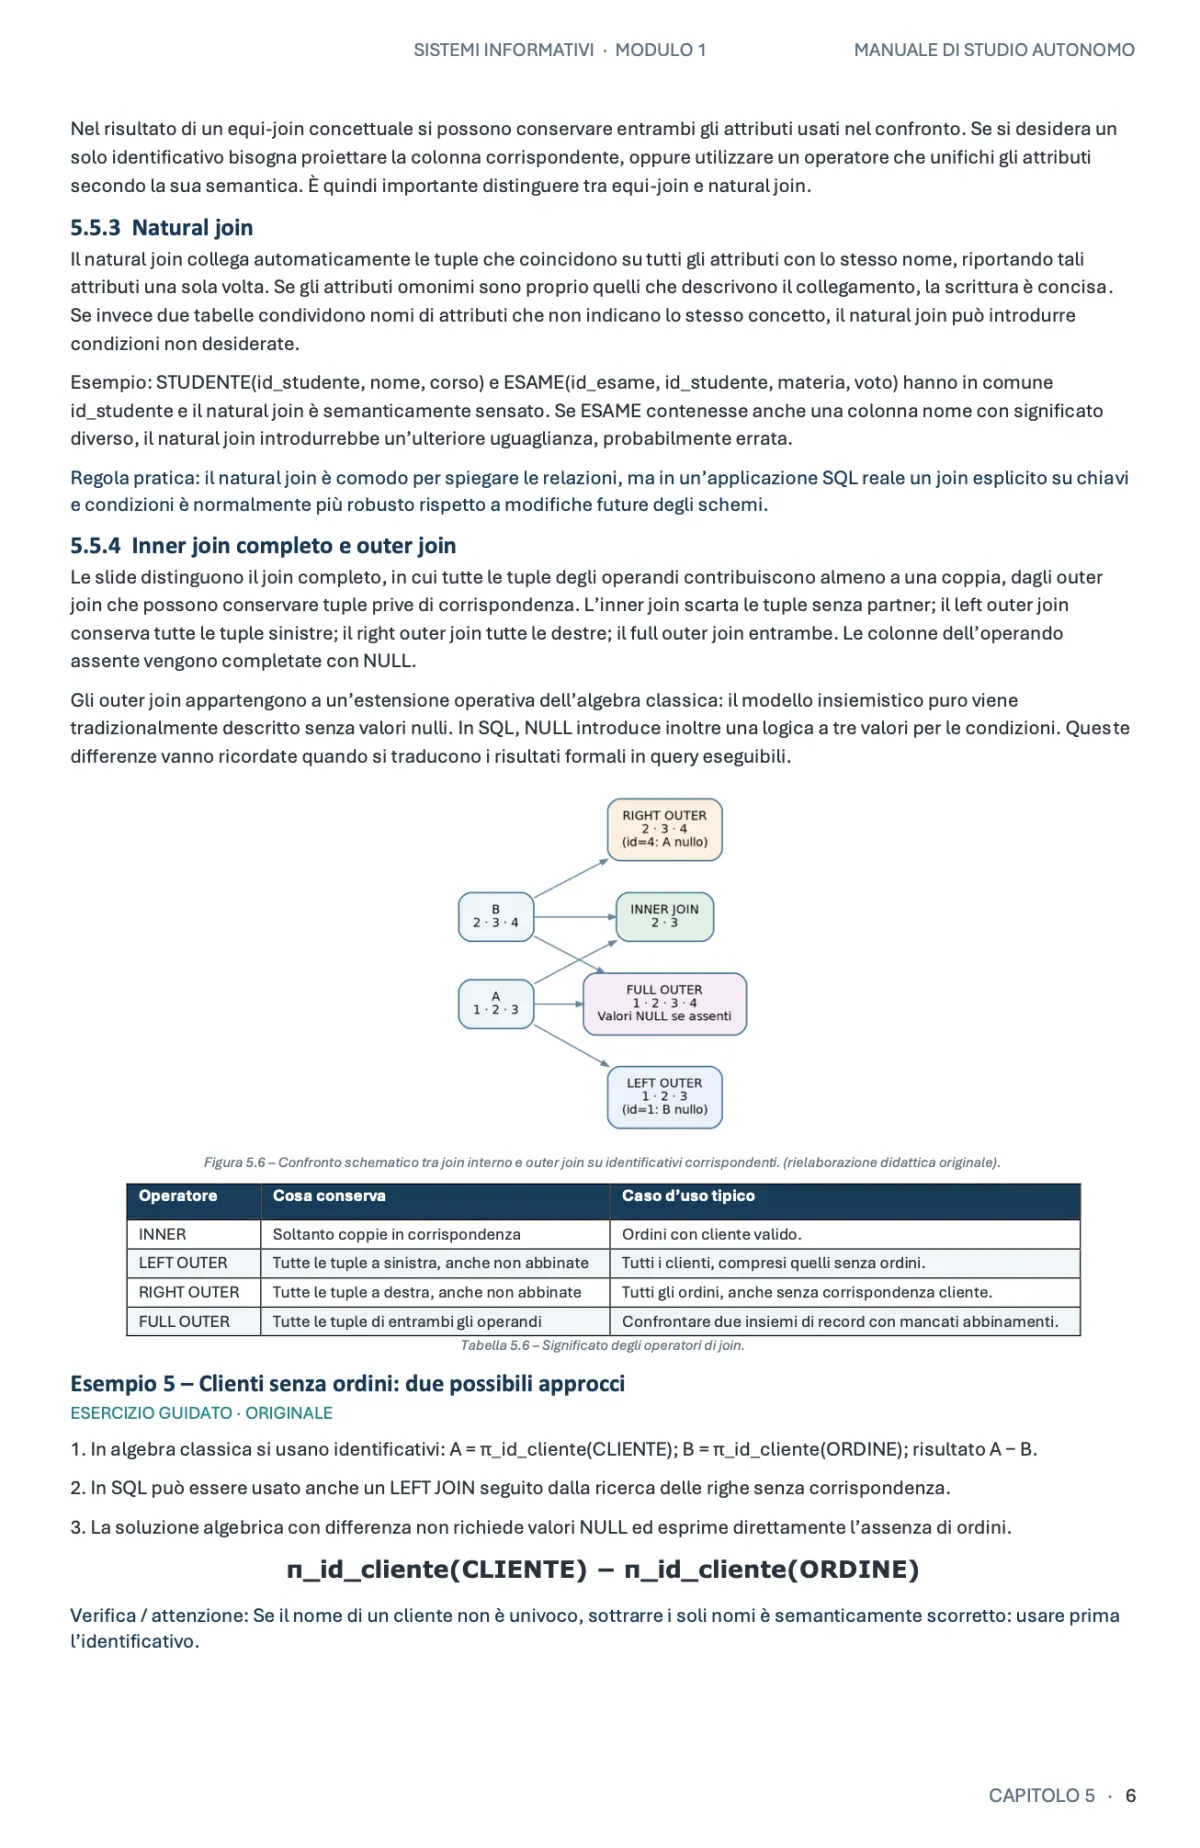 SISTEMI INFORMATIVI · MODULO 1 MANUALE DI STUDIO AUTONOMO
Nel risultato di un equi-join concettuale si possono conservare entrambi gli attributi usati nel confronto. Se si desidera un
solo identificativo bisogna proiettare la colonna corrispondente, oppure utilizzare un operatore che unifichi gli attributi
secondo la sua semantica. È quindi importante distinguere tra equi-join e natural join.
5.5.3 Natural join
Il natural join collega automaticamente le tuple che coincidono su tutti gli attributi con lo stesso nome, riportando tali
attributi una sola volta. Se gli attributi omonimi sono proprio quelli che descrivono il collegamento, la scrittura è concisa.
Se invece due tabelle condividono nomi di attributi che non indicano lo stesso concetto, il natural join può introdurre
condizioni non desiderate.
Esempio: STUDENTE(id_studente, nome, corso) e ESAME(id_esame, id_studente, materia, voto) hanno in comune
id_studente e il natural join è semanticamente sensato. Se ESAME contenesse anche una colonna nome con significato
diverso, il natural join introdurrebbe un’ulteriore uguaglianza, probabilmente errata.
Regola pratica: il natural join è comodo per spiegare le relazioni, ma in un’applicazione SQL reale un join esplicito su chiavi
e condizioni è normalmente più robusto rispetto a modifiche future degli schemi.
5.5.4 Inner join completo e outer join
Le slide distinguono il join completo, in cui tutte le tuple degli operandi contribuiscono almeno a una coppia, dagli outer
join che possono conservare tuple prive di corrispondenza. L’inner join scarta le tuple senza partner; il left outer join
conserva tutte le tuple sinistre; il right outer join tutte le destre; il full outer join entrambe. Le colonne dell’operando
assente vengono completate con NULL.
Gli outer join appartengono a un’estensione operativa dell’algebra classica: il modello insiemistico puro viene
tradizionalmente descritto senza valori nulli. In SQL, NULL introduce inoltre una logica a tre valori per le condizioni. Queste
differenze vanno ricordate quando si traducono i risultati formali in query eseguibili.
RIGHT OUTER
2 · 3 · 4
(id=4: A nullo)
B
2 · 3 · 4
INNER JOIN
2 · 3
A
1 · 2 · 3
FULL OUTER
1 · 2 · 3 · 4
Valori NULL se assenti
LEFT OUTER
1 · 2 · 3
(id=1: B nullo)
Figura 5.6 – Confronto schematico tra join interno e outer join su identificativi corrispondenti. (rielaborazione didattica originale).
Operatore Cosa conserva Caso d’uso tipico
INNER Soltanto coppie in corrispondenza Ordini con cliente valido.
LEFT OUTER Tutte le tuple a sinistra, anche non abbinate Tutti i clienti, compresi quelli senza ordini.
RIGHT OUTER Tutte le tuple a destra, anche non abbinate Tutti gli ordini, anche senza corrispondenza cliente.
FULL OUTER Tutte le tuple di entrambi gli operandi Confrontare due insiemi di record con mancati abbinamenti.
Tabella 5.6 – Significato degli operatori di join.
Esempio 5 – Clienti senza ordini: due possibili approcci
ESERCIZIO GUIDATO · ORIGINALE
1. In algebra classica si usano identificativi: A = π_id_cliente(CLIENTE); B = π_id_cliente(ORDINE); risultato A − B.
2. In SQL può essere usato anche un LEFT JOIN seguito dalla ricerca delle righe senza corrispondenza.
3. La soluzione algebrica con differenza non richiede valori NULL ed esprime direttamente l’assenza di ordini.
π_id_cliente(CLIENTE) − π_id_cliente(ORDINE)
Verifica / attenzione: Se il nome di un cliente non è univoco, sottrarre i soli nomi è semanticamente scorretto: usare prima
l’identificativo.
CAPITOLO 5 · 6